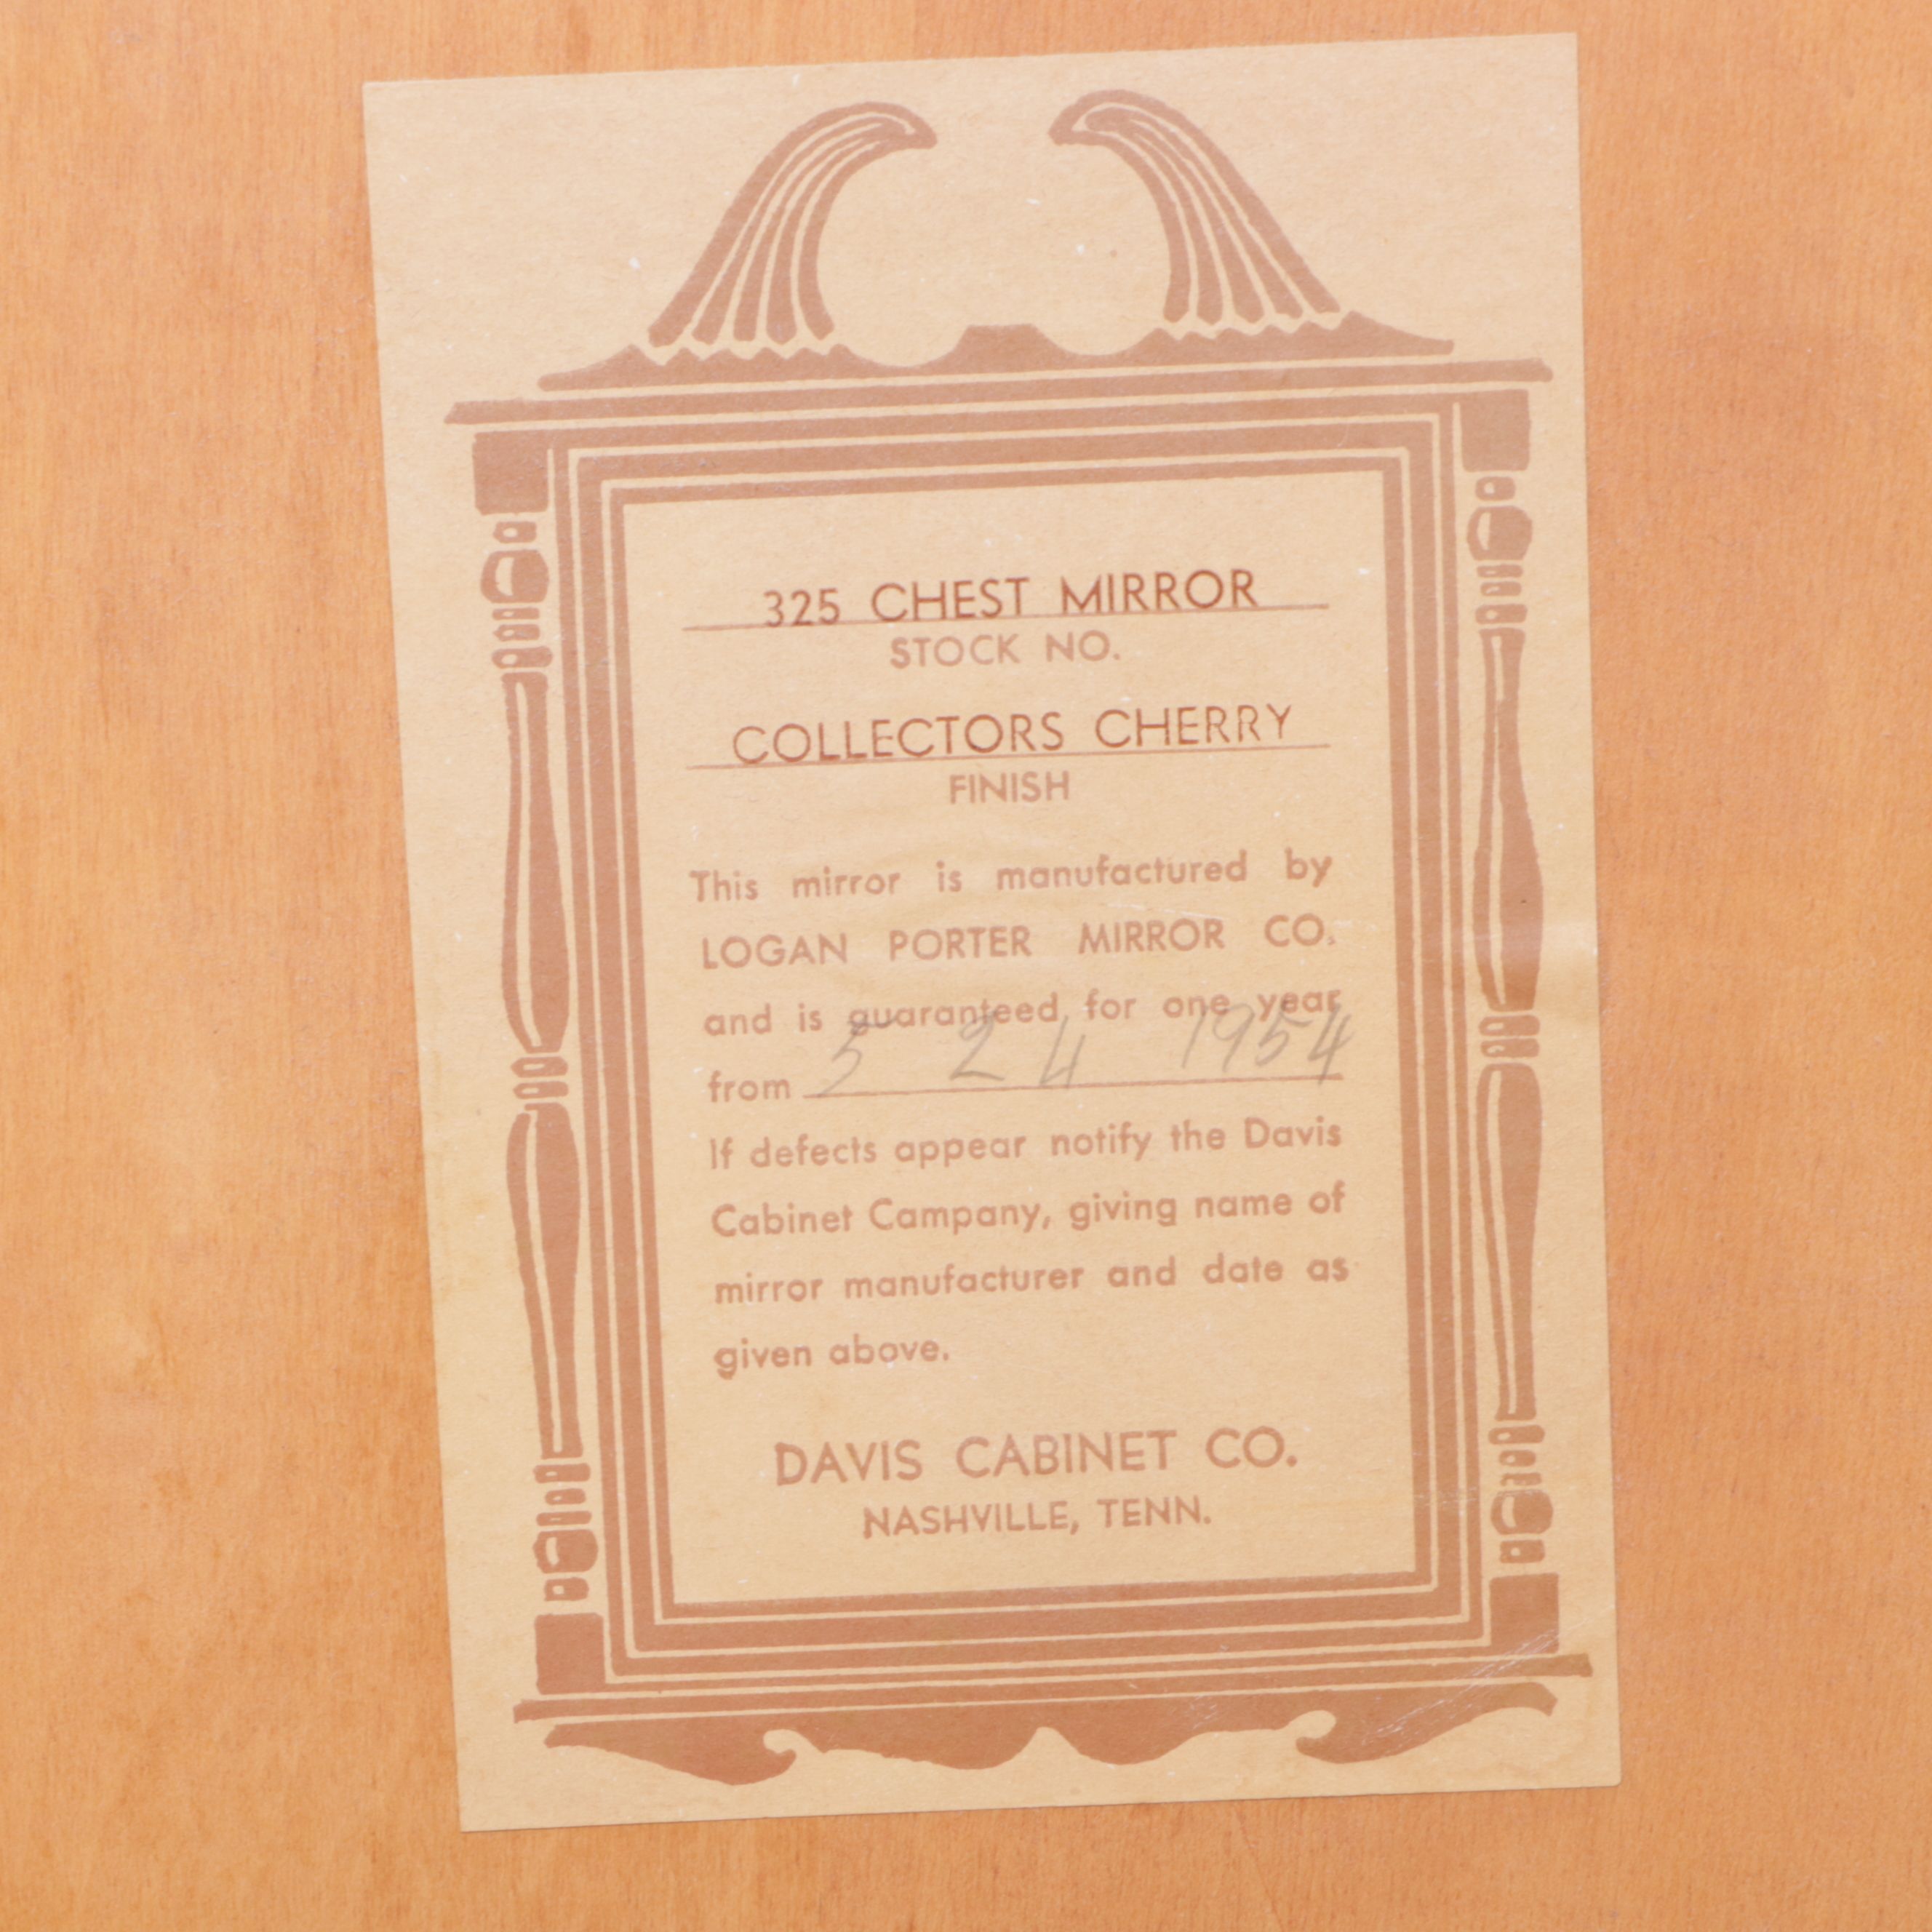 325 CHEST MIRROR
STOCK NO.
COLLECTORS CHERRY
FINISH
This mirror is manufactured by
LOGAN PORTER MIRROR CO.
and is guaranteed for one year
from 5 24 1954
If defects appear notify the Davis
Cabinet Campany, giving name of
mirror manufacturer and date as
given above.
DAVIS CABINET CO.
NASHVILLE, TENN.